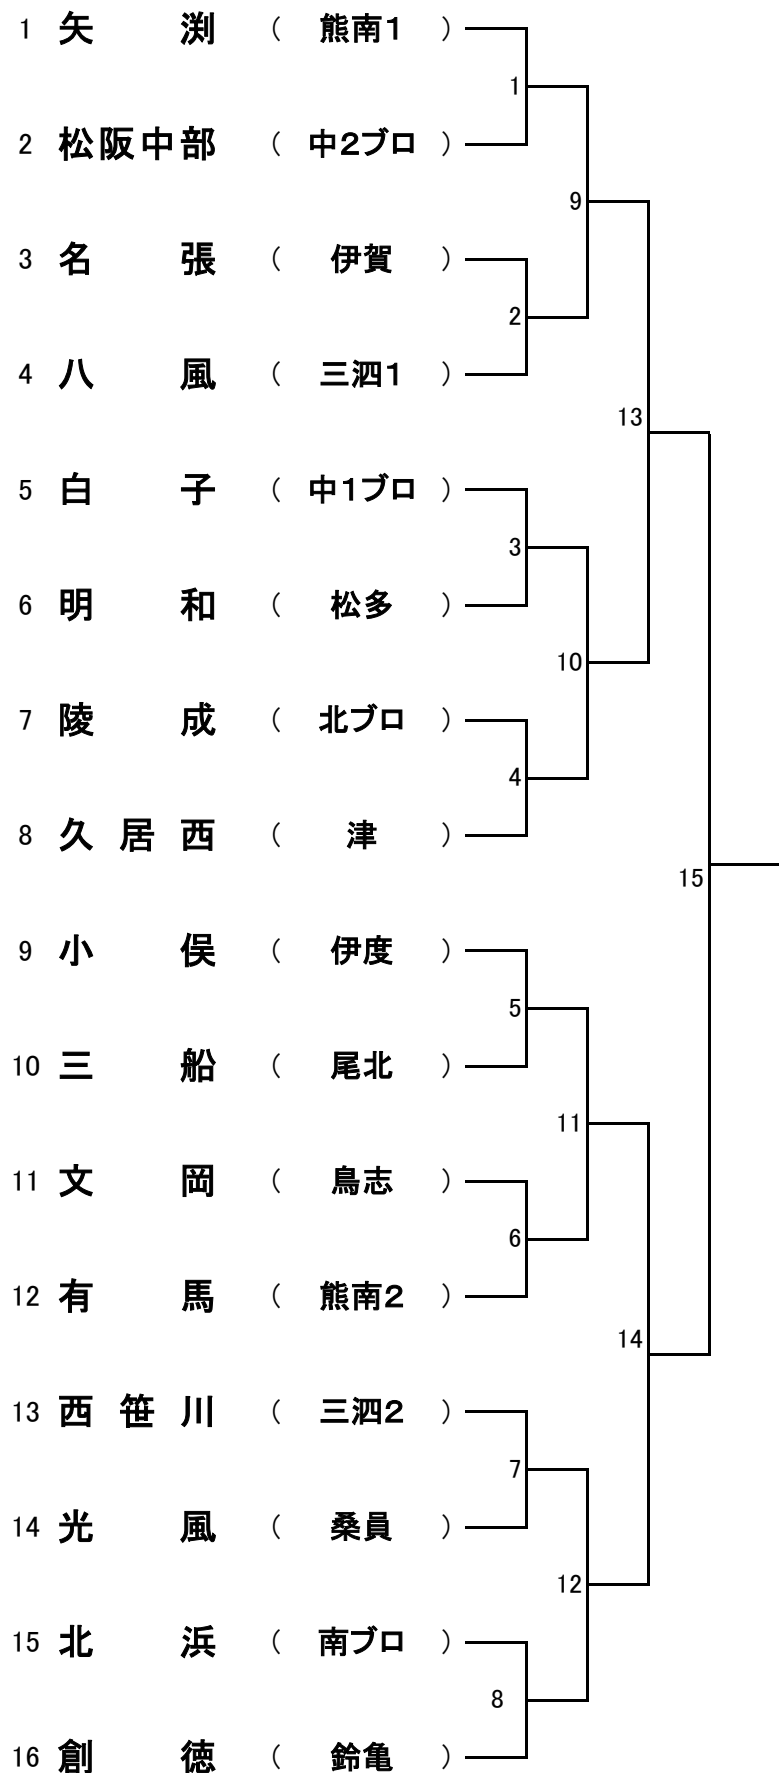 1 矢渕 ( 熊南1 )
1
2 松阪中部 ( 中2ブロ )
9
3 名張 ( 伊賀 )
2
4 八風 ( 三泗1 )
13
5 白子 ( 中1ブロ )
3
6 明和 ( 松多 )
10
7 陵成 ( 北ブロ )
4
8 久居西 ( 津 )
15
9 小俣 ( 伊度 )
5
10 三船 ( 尾北 )
11
11 文岡 ( 鳥志 )
6
12 有馬 ( 熊南2 )
14
13 西笹川 ( 三泗2 )
7
14 光風 ( 桑員 )
12
15 北浜 ( 南ブロ )
8
16 創徳 ( 鈴亀 )